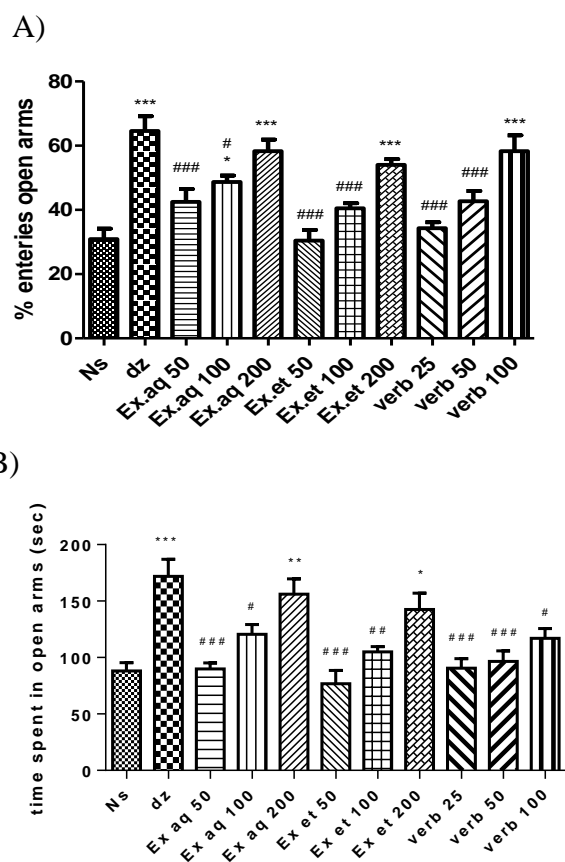 A)
% enteries open arms
80
60
40
20
0
***
###
#
*
***
###
###
***
###
###
***
Ns
dz
Ex.aq 50
Ex.aq 100
Ex.aq 200
Ex.et 50
Ex.et 100
Ex.et 200
verb 25
verb 50
verb 100
B)
time spent in open arms (sec)
200
150
100
50
0
***
###
#
**
###
##
*
###
###
#
Ns
dz
Ex aq 50
Ex aq 100
Ex aq 200
Ex et 50
Ex et 100
Ex et 200
verb 25
verb 50
verb 100